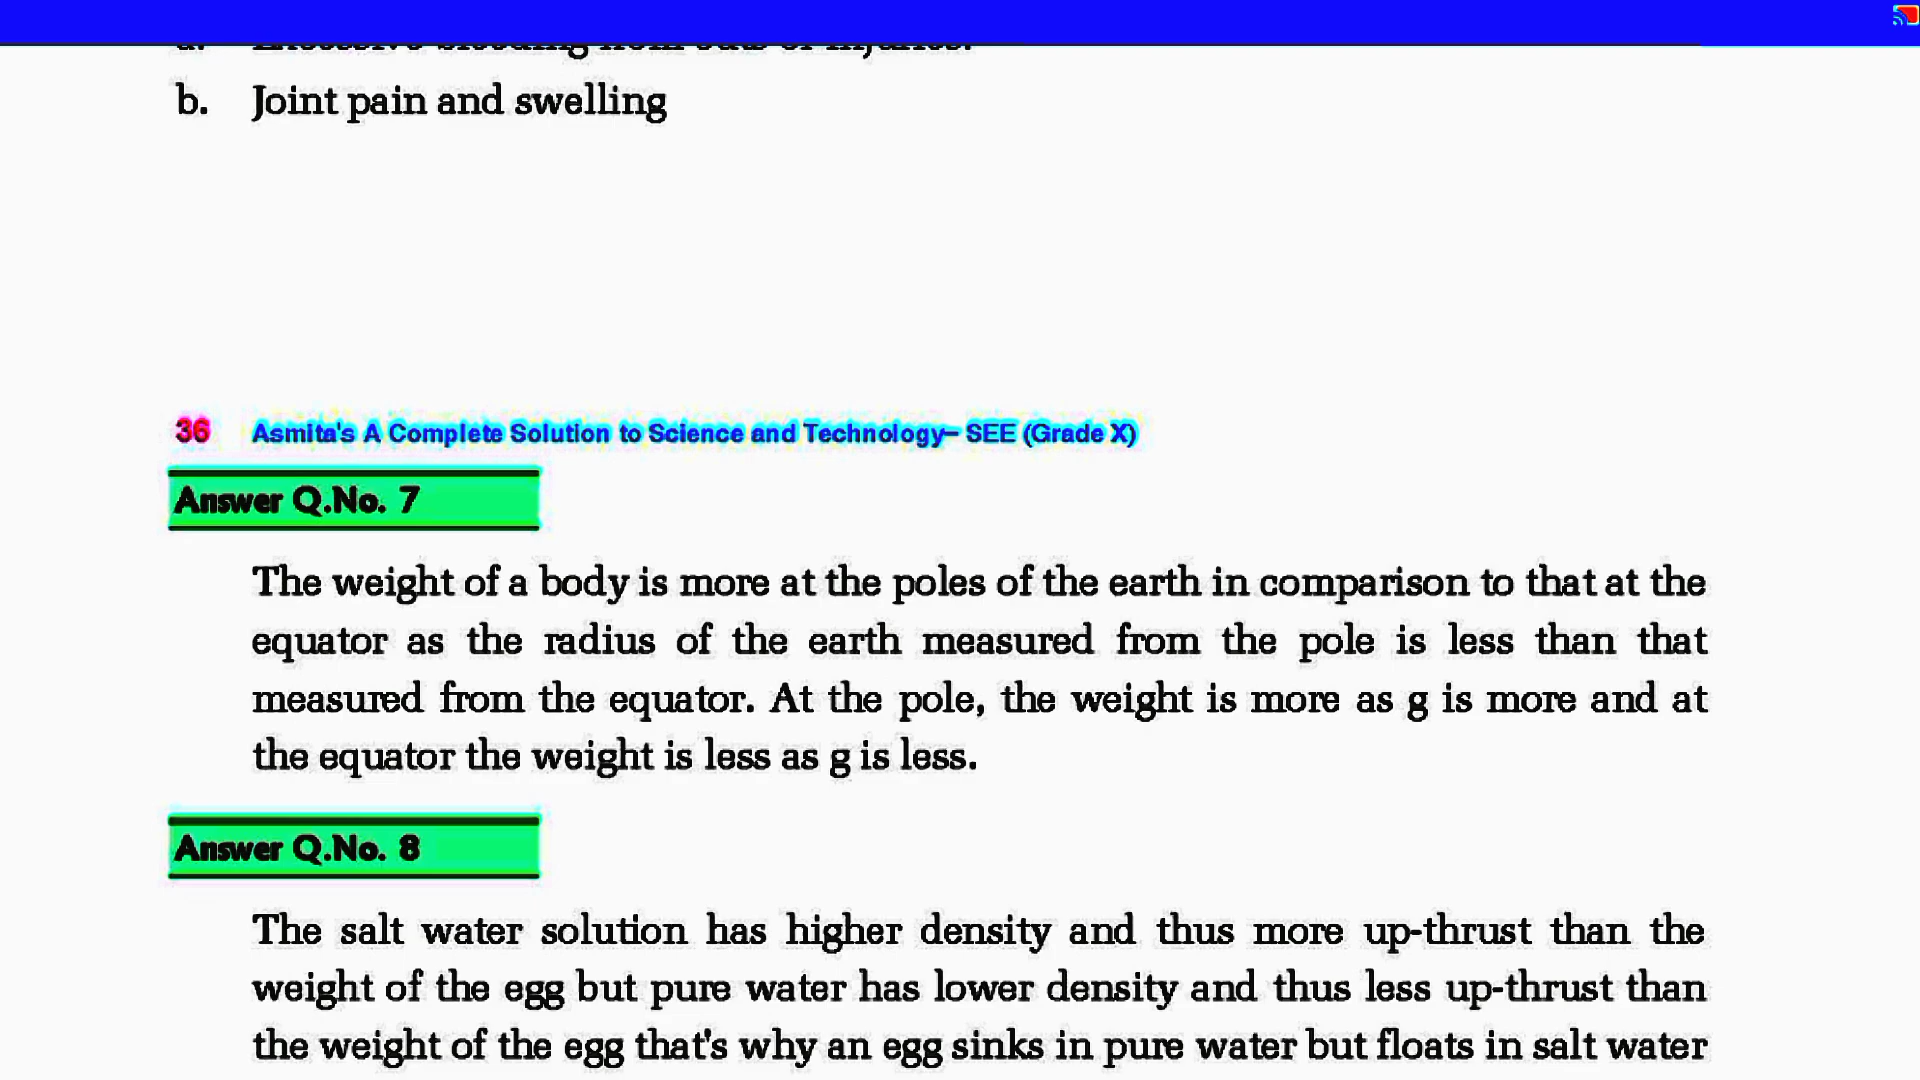 a. Excessive bleeding from cuts or injuries.
b. Joint pain and swelling
36 Asmita's A Complete Solution to Science and Technology– SEE (Grade X)
Answer Q.No. 7
The weight of a body is more at the poles of the earth in comparison to that at the
equator as the radius of the earth measured from the pole is less than that
measured from the equator. At the pole, the weight is more as g is more and at
the equator the weight is less as g is less.
Answer Q.No. 8
The salt water solution has higher density and thus more up-thrust than the
weight of the egg but pure water has lower density and thus less up-thrust than
the weight of the egg that's why an egg sinks in pure water but floats in salt water